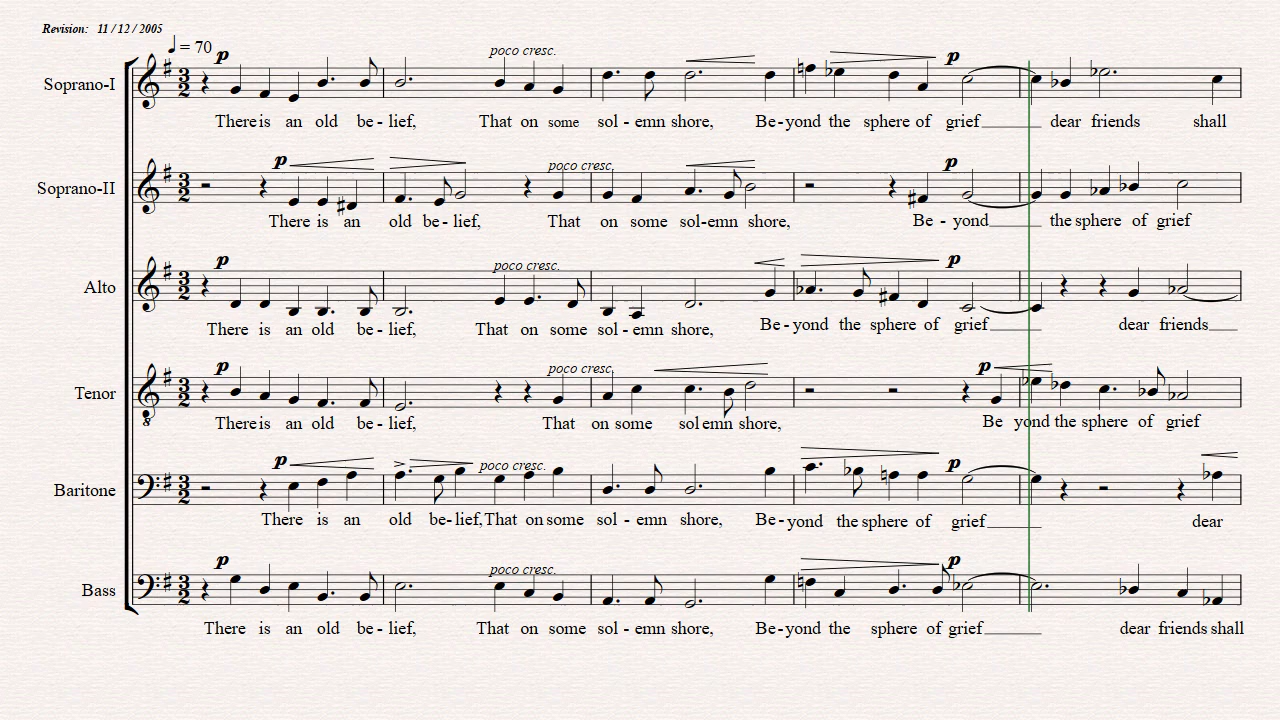 Revision: 11 / 12 / 2005
♩ = 70
p poco cresc. p
Soprano-I
There is an old be - lief, That on some sol - emn shore, Be - yond the sphere of grief dear friends shall
p poco cresc. p
Soprano-II
There is an old be - lief, That on some sol - emn shore, Be - yond the sphere of grief
p poco cresc. p
Alto
There is an old be - lief, That on some sol - emn shore, Be - yond the sphere of grief dear friends
p poco cresc. p
Tenor
8
There is an old be - lief, That on some sol emn shore, Be yond the sphere of grief
p poco cresc. p
Baritone
There is an old be - lief, That on some sol - emn shore, Be - yond the sphere of grief dear
p poco cresc. p
Bass
There is an old be - lief, That on some sol - emn shore, Be - yond the sphere of grief dear friends shall